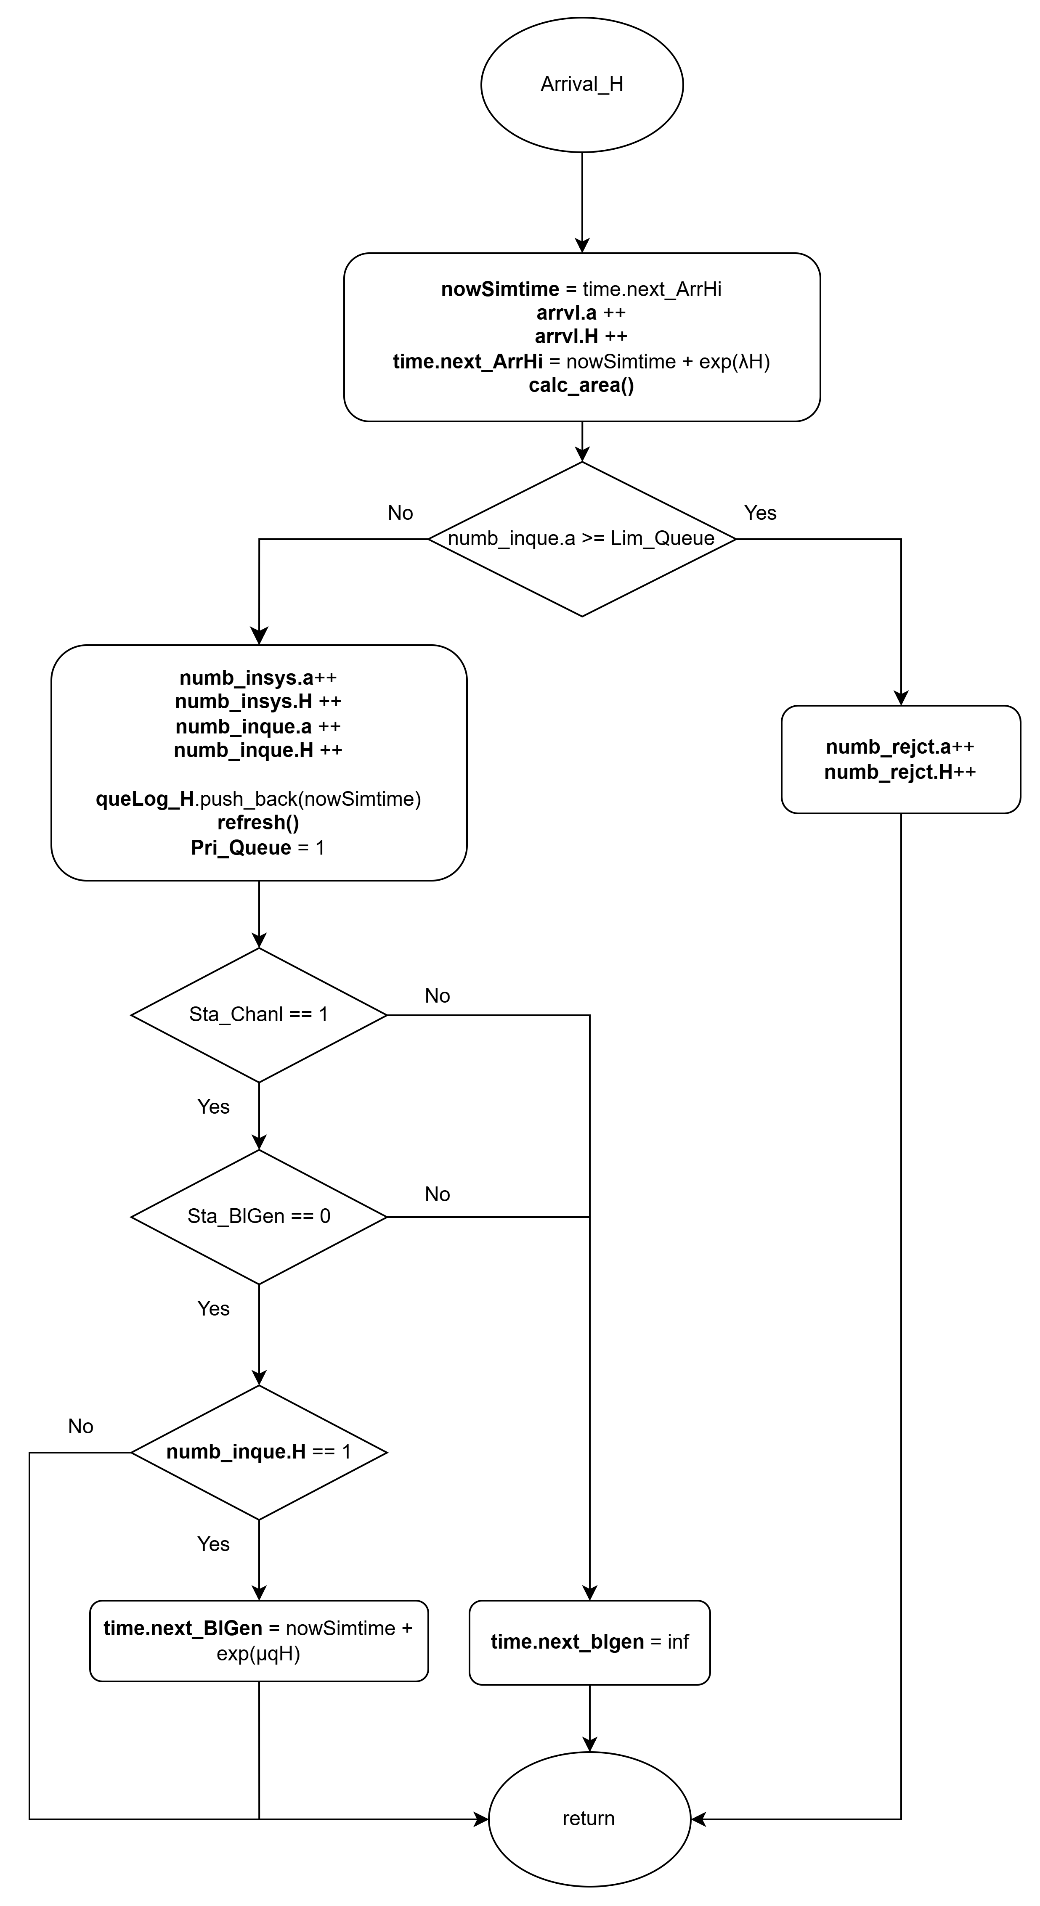 Arrival_H
nowSimtime = time.next_ArrHi
arrvl.a ++
arrvl.H ++
time.next_ArrHi = nowSimtime + exp(λH)
calc_area()
No
Yes
numb_inque.a >= Lim_Queue
numb_insys.a++
numb_insys.H ++
numb_inque.a ++
numb_inque.H ++
queLog_H.push_back(nowSimtime)
refresh()
Pri_Queue = 1
numb_rejct.a++
numb_rejct.H++
No
Sta_Chanl == 1
Yes
No
Sta_BlGen == 0
Yes
No
numb_inque.H == 1
Yes
time.next_BlGen = nowSimtime +
exp(μqH)
time.next_blgen = inf
return